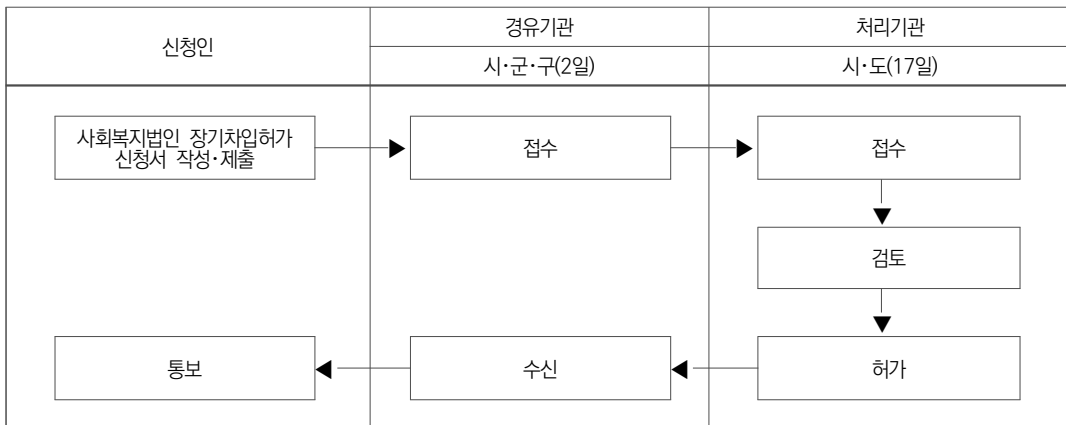 신청인
경유기관
처리기관
시·군·구(2일)
시·도(17일)
사회복지법인 장기차입허가
신청서 작성·제출
접수
접수
검토
통보
수신
허가